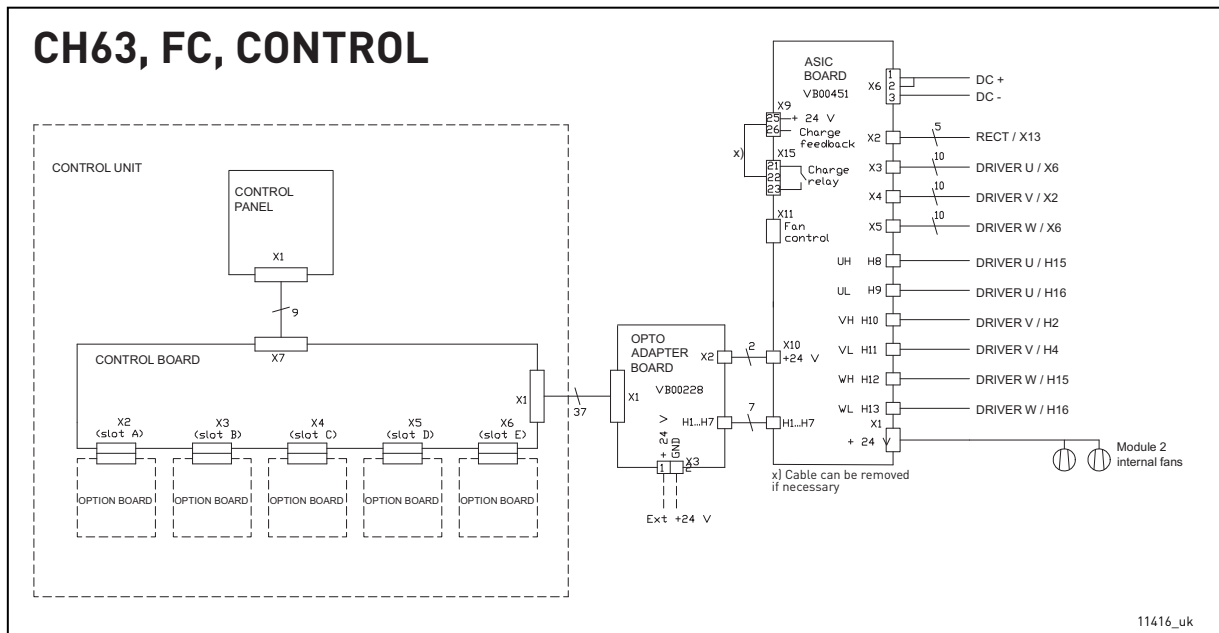 CH63, FC, CONTROL
CONTROL UNIT
CONTROL
PANEL
X1
9
X7
CONTROL BOARD
X1
37
X2
(slot A)
X3
(slot B)
X4
(slot C)
X5
(slot D)
X6
(slot E)
OPTION BOARD
OPTION BOARD
OPTION BOARD
OPTION BOARD
OPTION BOARD
OPTO
ADAPTER
BOARD
VB00228
X1
X2
2
H1...H7
7
+ 24 V
GND
X3
1
2
Ext +24 V
ASIC
BOARD
VB00451
X6
1
2
3
DC +
DC -
X9
25
+ 24 V
26
Charge
feedback
x)
X15
21
22
23
Charge
relay
X11
Fan
control
X10
+24 V
H1...H7
X2
5
RECT / X13
X3
10
DRIVER U / X6
X4
10
DRIVER V / X2
X5
10
DRIVER W / X6
UH H8
DRIVER U / H15
UL H9
DRIVER U / H16
VH H10
DRIVER V / H2
VL H11
DRIVER V / H4
WH H12
DRIVER W / H15
WL H13
DRIVER W / H16
X1
+ 24 V
Module 2
internal fans
x) Cable can be removed
if necessary
11416_uk